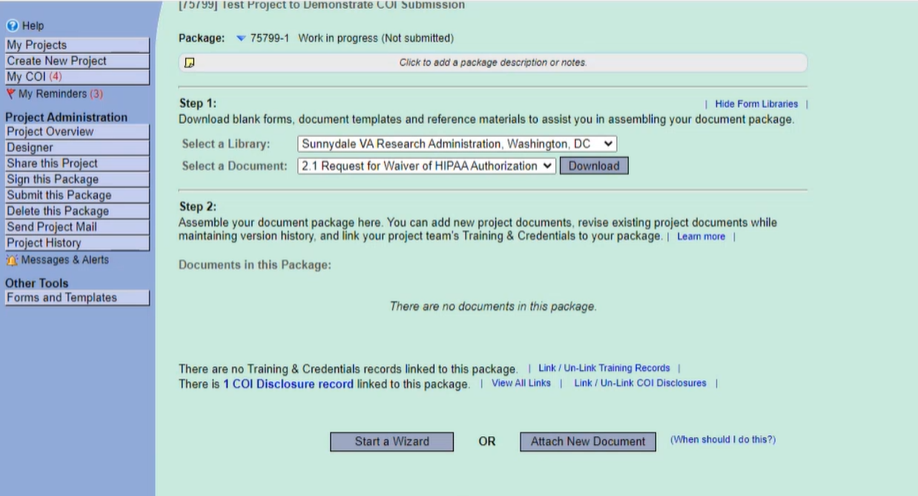 [75799] Test Project to Demonstrate COI Submission
Help
My Projects
Create New Project
My COI (4)
My Reminders (3)
Project Administration
Project Overview
Designer
Share this Project
Sign this Package
Submit this Package
Delete this Package
Send Project Mail
Project History
Messages & Alerts
Other Tools
Forms and Templates
Package: 75799-1 Work in progress (Not submitted)
Click to add a package description or notes.
Step 1:
| Hide Form Libraries |
Download blank forms, document templates and reference materials to assist you in assembling your document package.
Select a Library: Sunnydale VA Research Administration, Washington, DC
Select a Document: 2.1 Request for Waiver of HIPAA Authorization Download
Step 2:
Assemble your document package here. You can add new project documents, revise existing project documents while
maintaining version history, and link your project team's Training & Credentials to your package. | Learn more |
Documents in this Package:
There are no documents in this package.
There are no Training & Credentials records linked to this package. | Link / Un-Link Training Records |
There is 1 COI Disclosure record linked to this package. | View All Links | Link / Un-Link COI Disclosures |
Start a Wizard OR Attach New Document (When should I do this?)